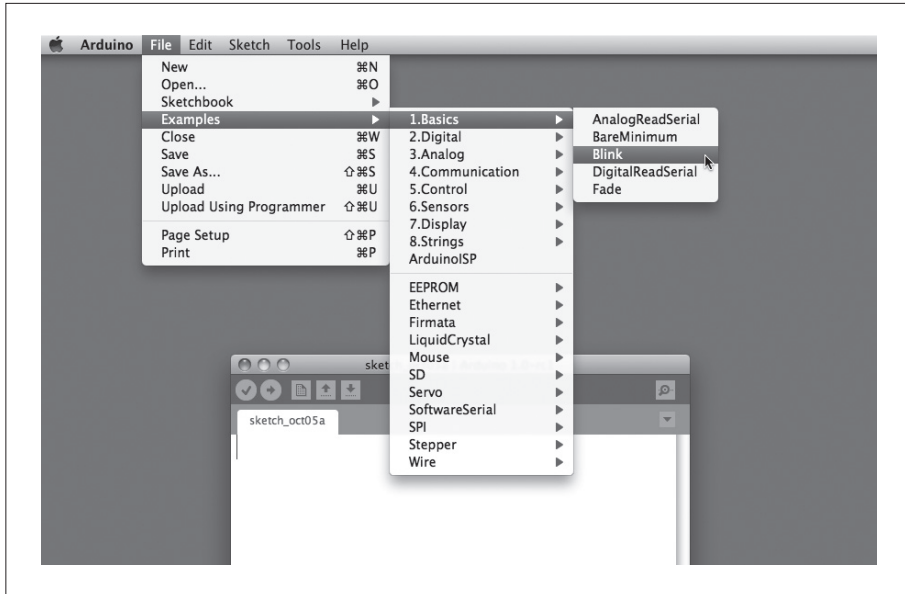 Arduino File Edit Sketch Tools Help
New ⌘N
Open... ⌘O
Sketchbook
Examples
Close ⌘W
Save ⌘S
Save As... ⇧⌘S
Upload ⌘U
Upload Using Programmer ⇧⌘U
Page Setup ⇧⌘P
Print ⌘P
1.Basics
2.Digital
3.Analog
4.Communication
5.Control
6.Sensors
7.Display
8.Strings
ArduinoISP
EEPROM
Ethernet
Firmata
LiquidCrystal
Mouse
SD
Servo
SoftwareSerial
SPI
Stepper
Wire
AnalogReadSerial
BareMinimum
Blink
DigitalReadSerial
Fade
sketch_oct05a